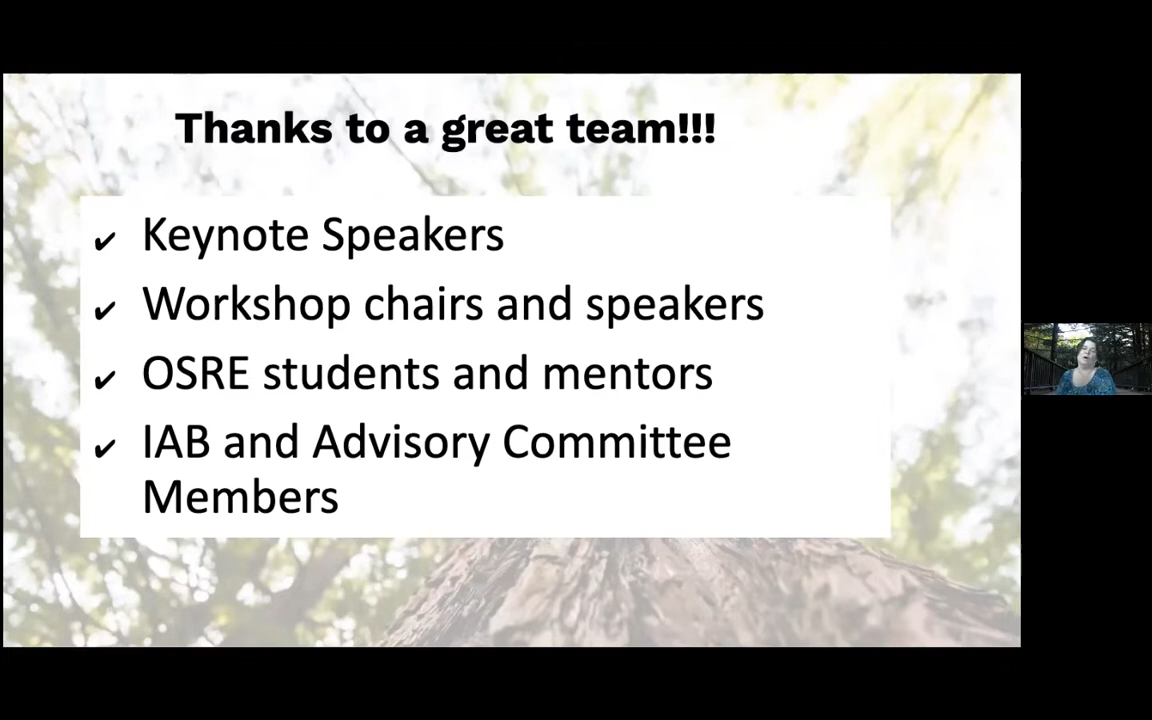 Thanks to a great team!!!
✔ Keynote Speakers
✔ Workshop chairs and speakers
✔ OSRE students and mentors
✔ IAB and Advisory Committee
Members